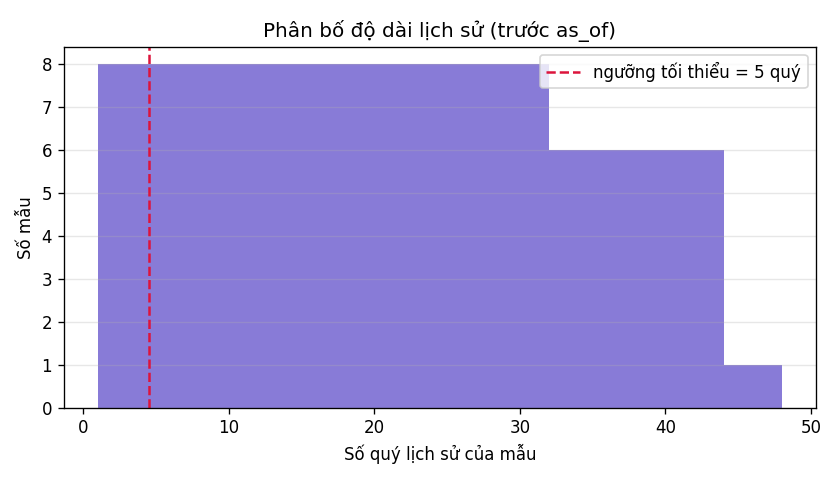 Phân bố độ dài lịch sử (trước as_of)
ngưỡng tối thiểu = 5 quý
Số mẫu
8
7
6
5
4
3
2
1
0
0 10 20 30 40 50
Số quý lịch sử của mẫu